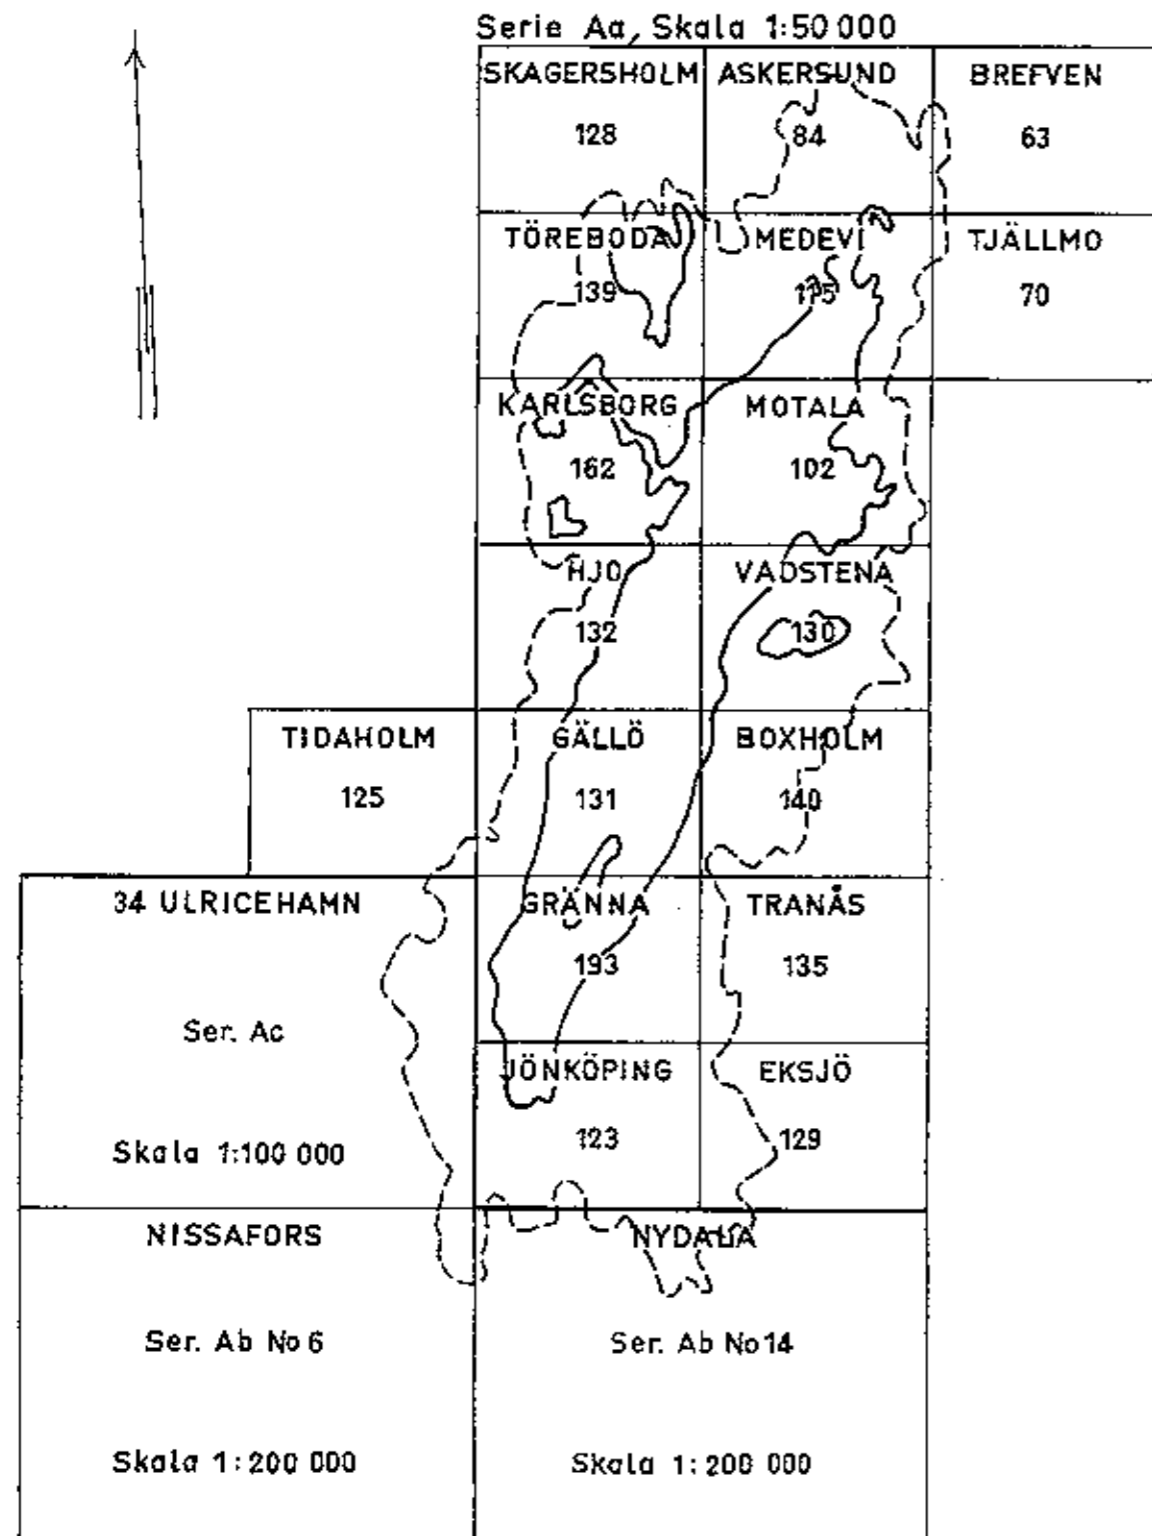 Serie Aa, Skala 1:50 000
SKAGERSHOLM ASKERSUND BREFVEN
128 84 63
TÖREBODA MEDEVI TJÄLLMO
139 175 70
KARLSBORG MOTALA
162 102
HJO VADSTENA
132 130
TIDAHOLM GÄLLÖ BOXHOLM
125 131 140
34 ULRICEHAMN GRÄNNA TRANÅS
193 135
Ser. Ac
JÖNKÖPING EKSJÖ
Skala 1:100 000 123 129
NISSAFORS NYDALA
Ser. Ab No 6 Ser. Ab No 14
Skala 1:200 000 Skala 1:200 000